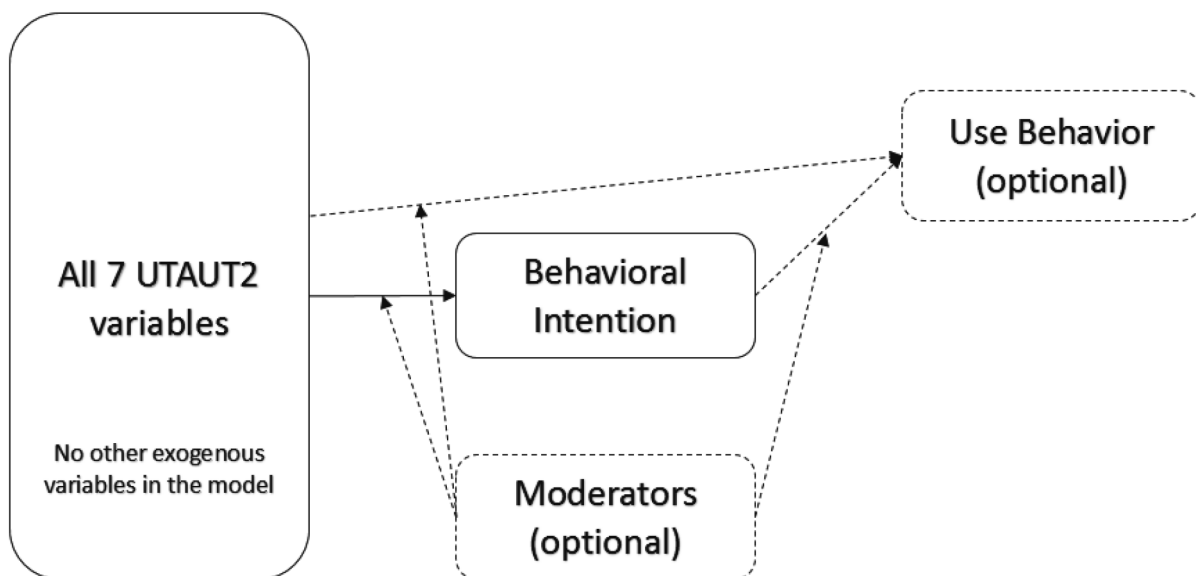 All 7 UTAUT2
variables
No other exogenous
variables in the model
Behavioral
Intention
Use Behavior
(optional)
Moderators
(optional)